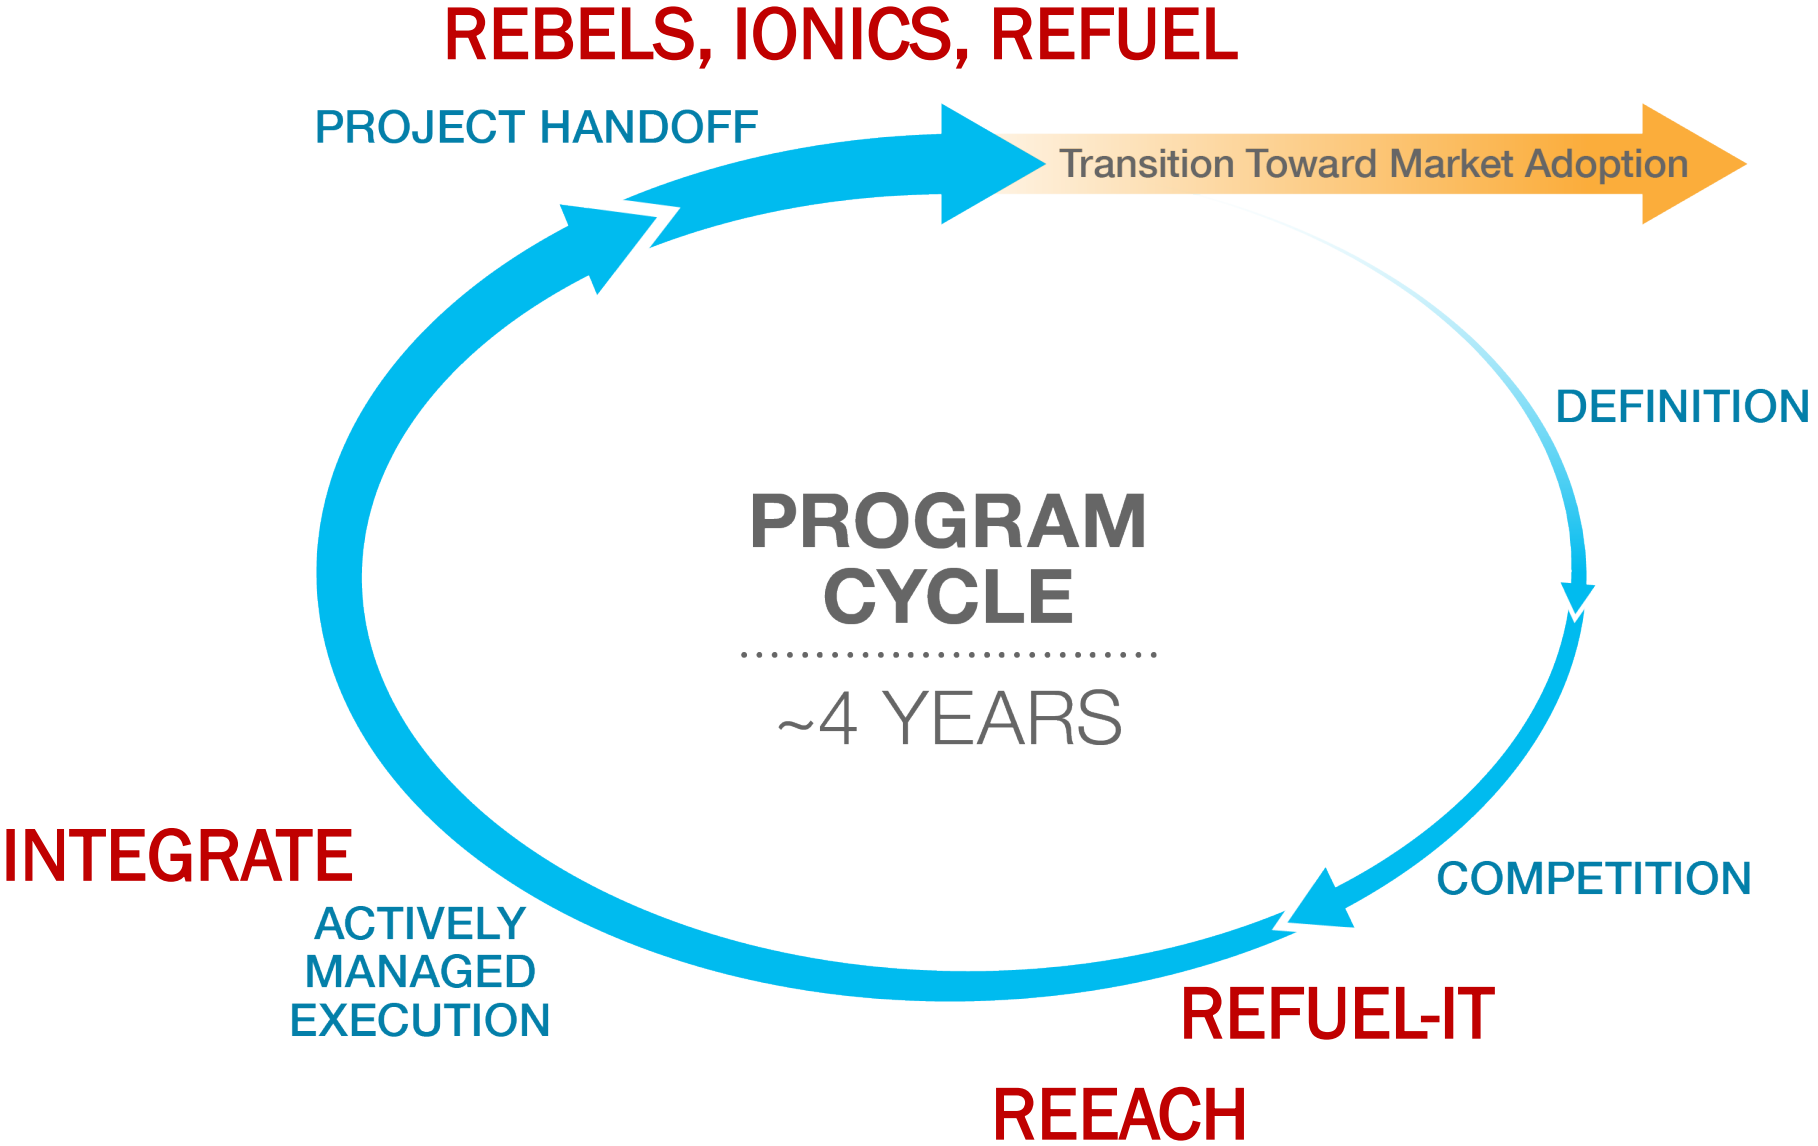 REBELS, IONICS, REFUEL
PROJECT HANDOFF
Transition Toward Market Adoption
DEFINITION
PROGRAM
CYCLE
~4 YEARS
COMPETITION
INTEGRATE
ACTIVELY
MANAGED
EXECUTION
REFUEL-IT
REEACH